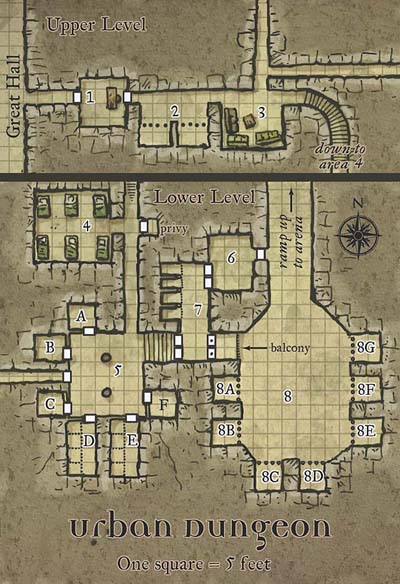 Upper Level
Great Hall
1
2
3
down to
area 4
Lower Level
4
privy
N
6
ramp up
to arena
7
A
B
5
balcony
8G
C
F
8A
8
8F
8B
8E
D
E
8C
8D
Urban Dungeon
One square = 5 feet